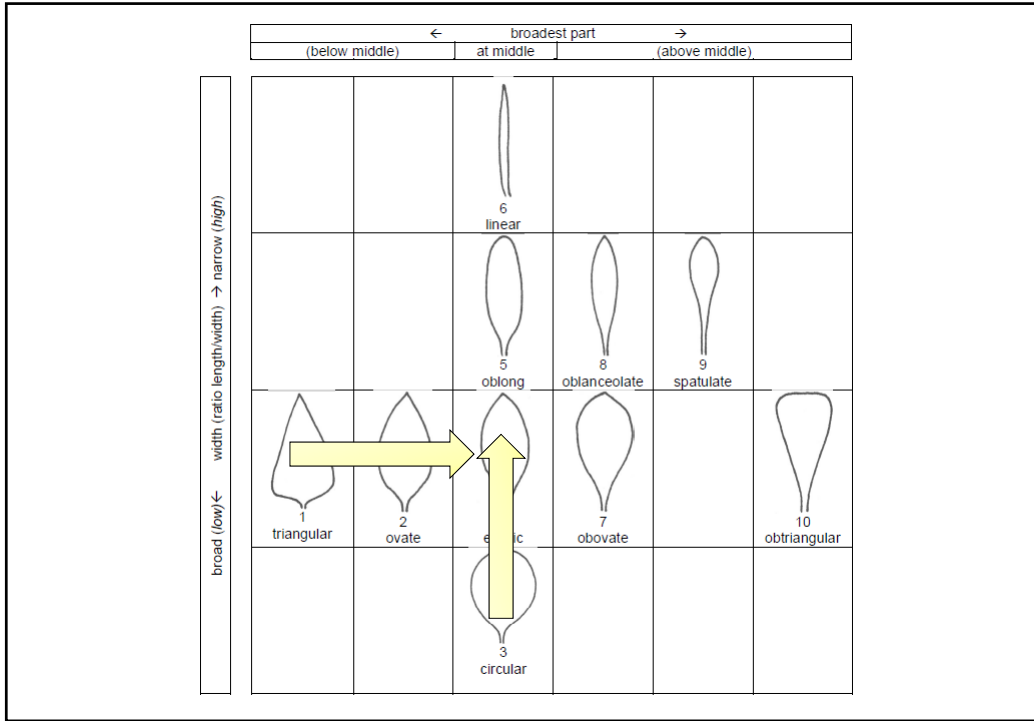 ← broadest part →
(below middle) at middle (above middle)
broad (low) ← width (ratio length/width) → narrow (high)
6
linear
5
oblong
8
oblanceolate
9
spatulate
1
triangular
2
ovate
7
obovate
10
obtriangular
3
circular